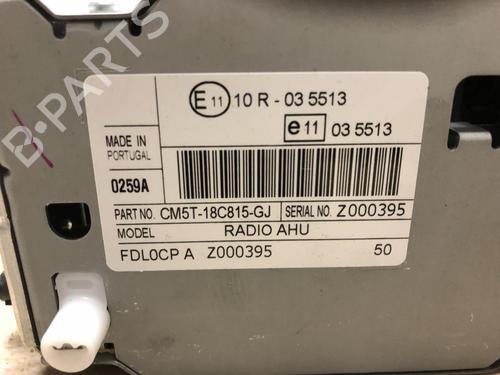 E 11 10 R - 03 5513
e 11 03 5513
MADE IN
PORTUGAL
0259A
PART NO. CM5T-18C815-GJ SERIAL NO. Z000395
MODEL RADIO AHU
FDL0CP A Z000395 50
B-PARTS